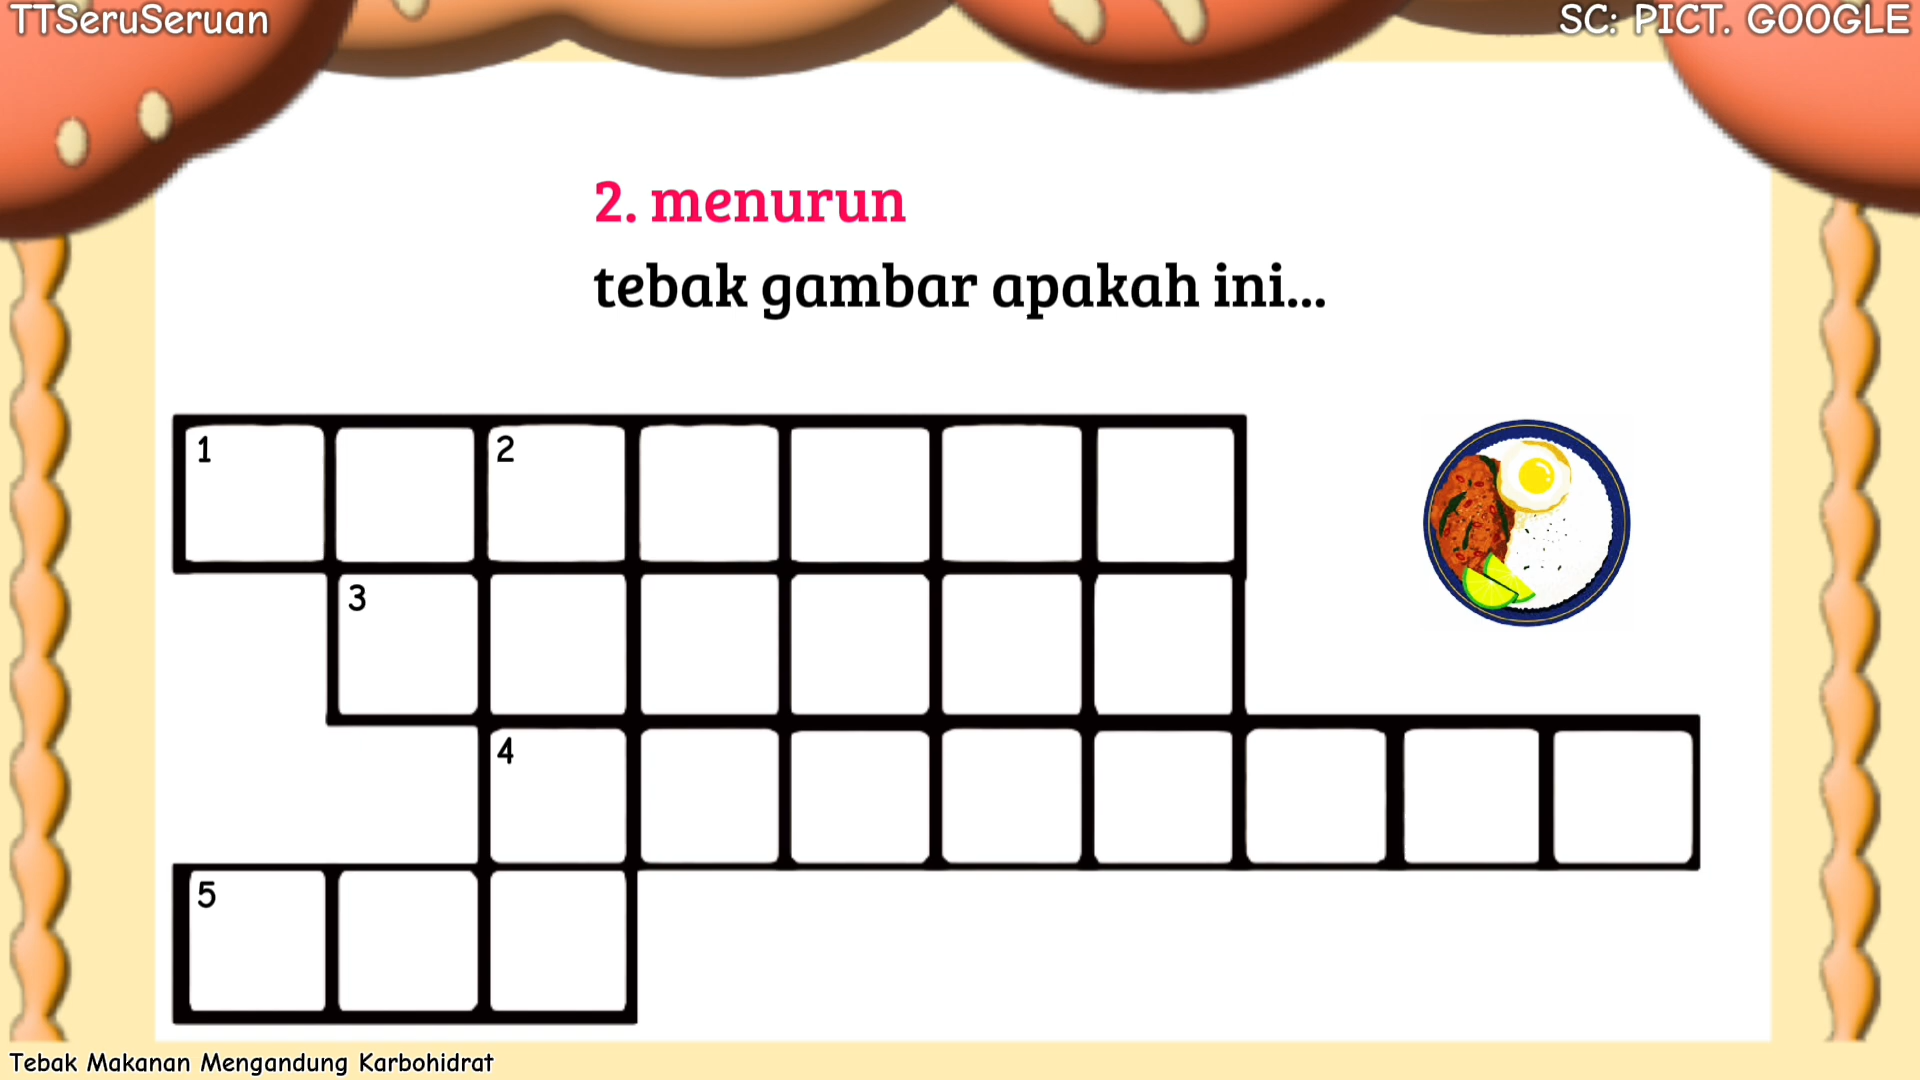 TTSeruSeruan
SC: PICT. GOOGLE
2. menurun
tebak gambar apakah ini...
1
2
3
4
5
Tebak Makanan Mengandung Karbohidrat